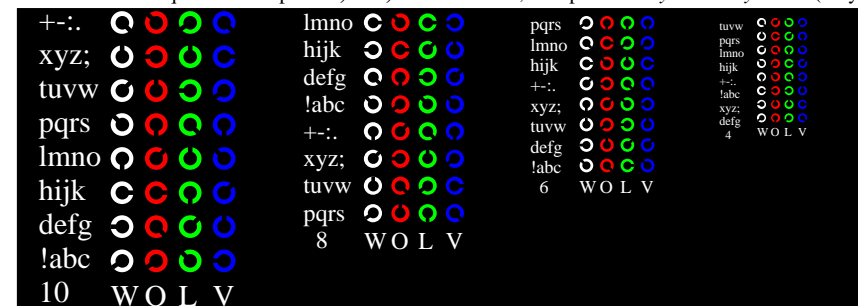 +-:.
xyz;
tuvw
pqrs
lmno
hijk
defg
!abc
10 W O L V
lmno
hijk
defg
!abc
+-:.
xyz;
tuvw
pqrs
8 W O L V
pqrs
lmno
hijk
+-:.
xyz;
tuvw
defg
!abc
6 W O L V
tuvw
pqrs
lmno
hijk
+-:.
!abc
xyz;
defg
4 W O L V